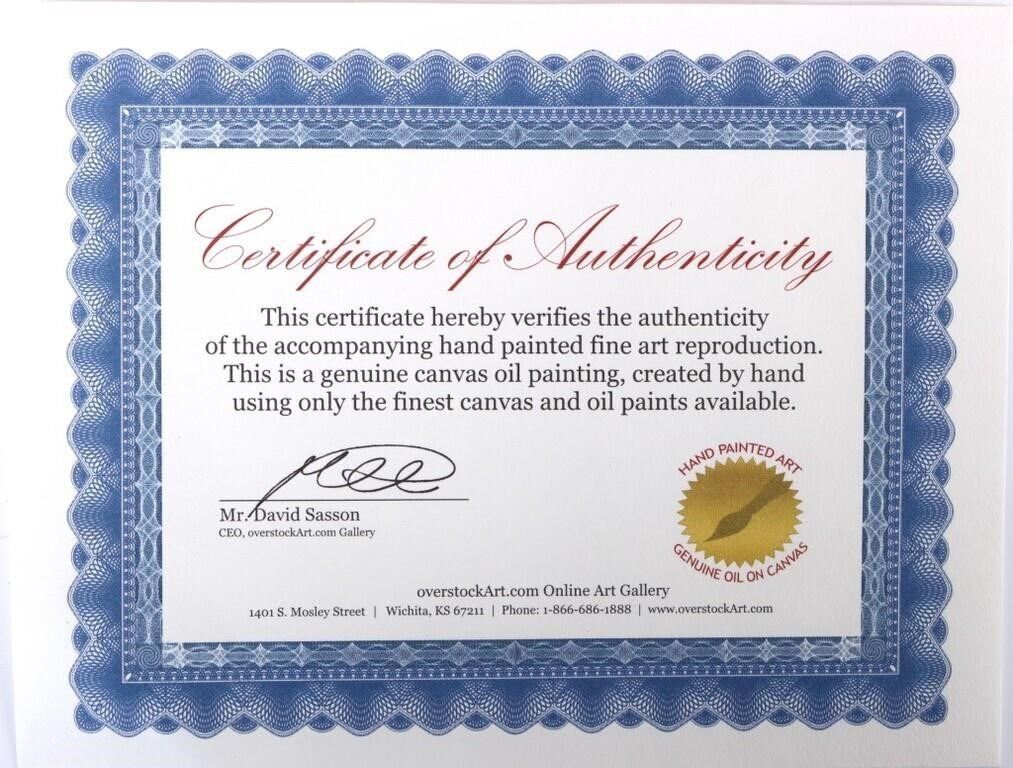 Certificate of Authenticity
This certificate hereby verifies the authenticity
of the accompanying hand painted fine art reproduction.
This is a genuine canvas oil painting, created by hand
using only the finest canvas and oil paints available.
Mr. David Sasson
CEO, overstockArt.com Gallery
HAND PAINTED ART
GENUINE OIL ON CANVAS
overstockArt.com Online Art Gallery
1401 S. Mosley Street | Wichita, KS 67211 | Phone: 1-866-686-1888 | www.overstockArt.com